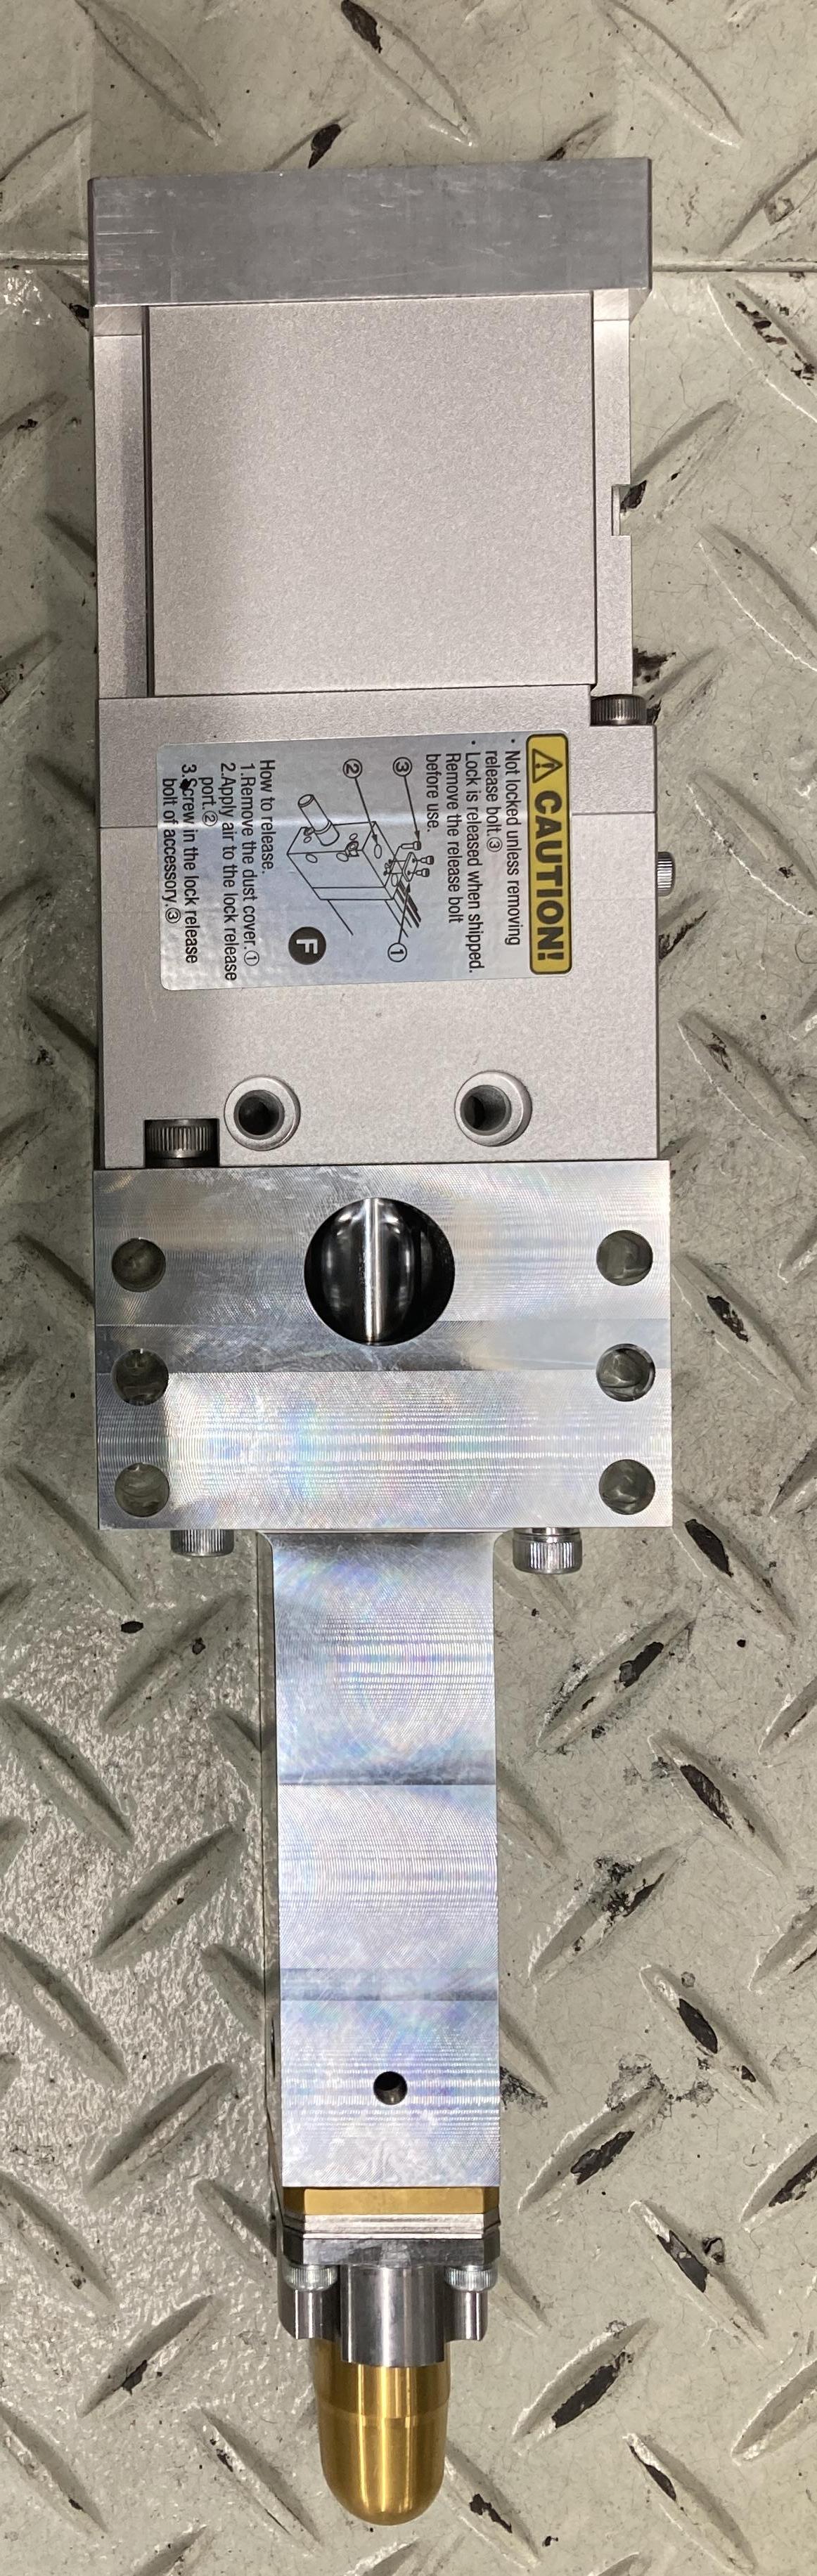 CAUTION!
• Not locked unless removing
release bolt.③
• Lock is released when shipped.
Remove the release bolt
before use.
③
②
①
F
How to release.
1.Remove the dust cover.①
2.Apply air to the lock release
port.②
3.Screw in the lock release
bolt of accessory.③